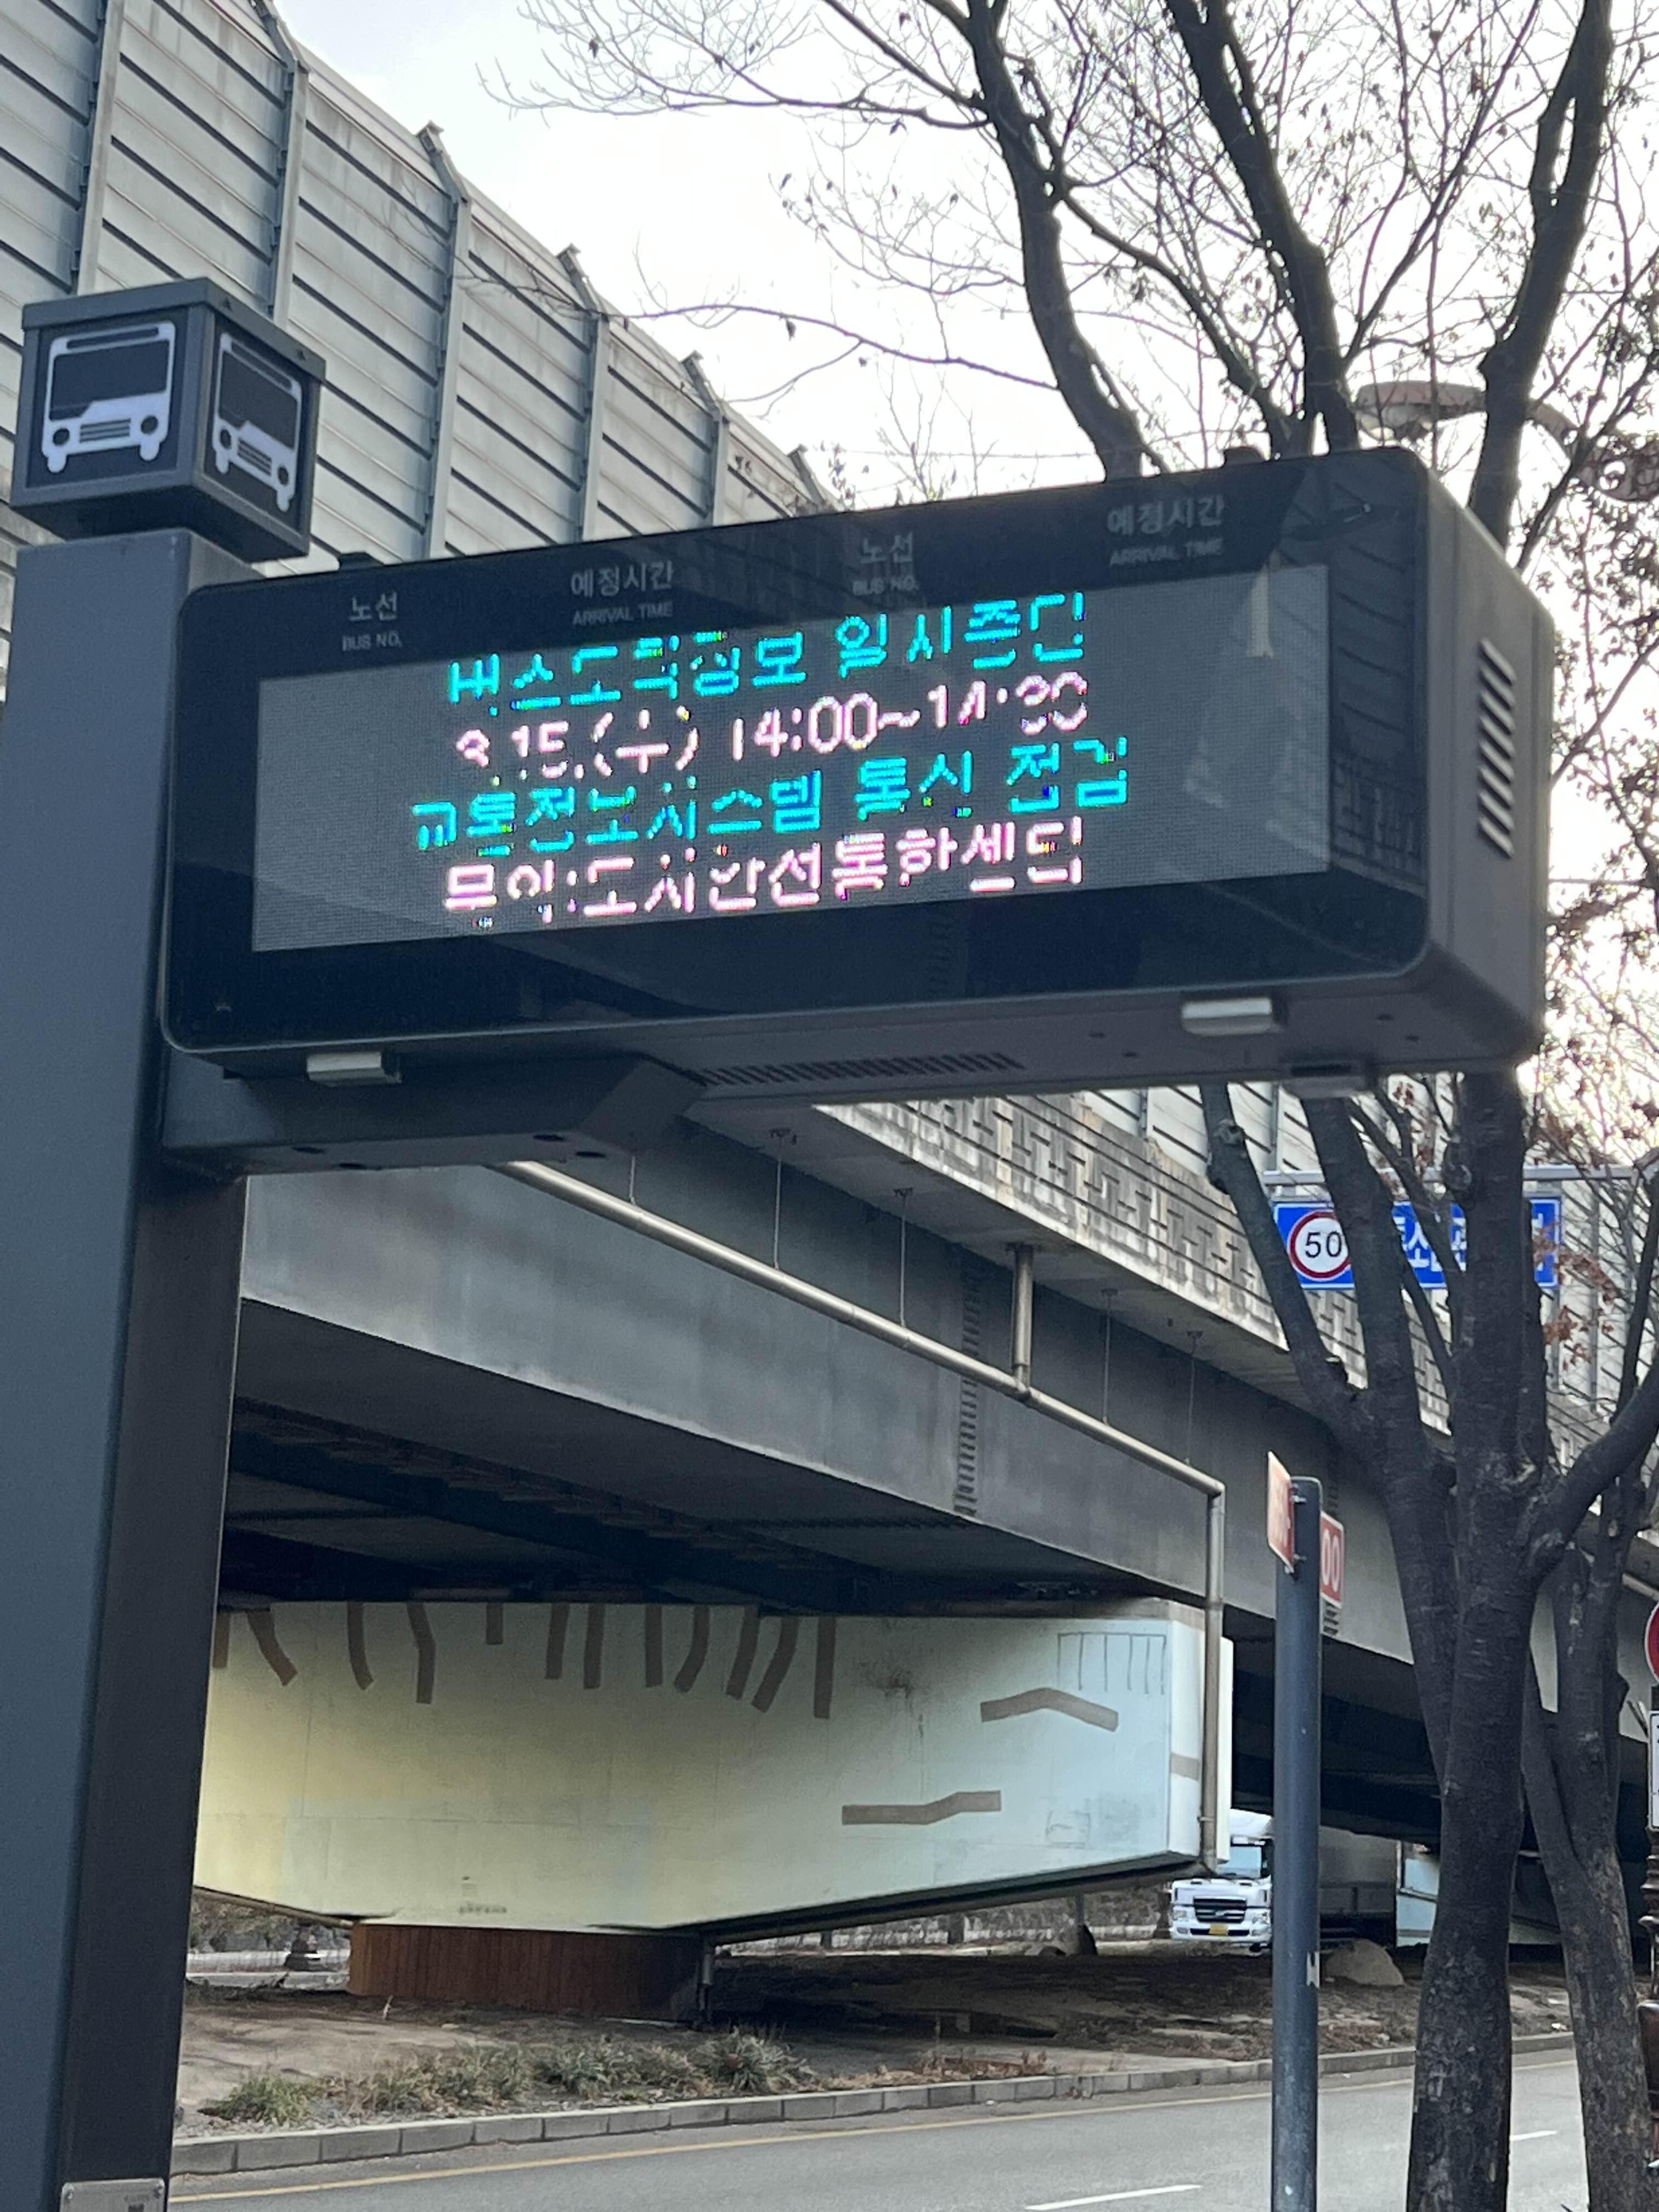 노선
BUS NO.
예정시간
ARRIVAL TIME
노선
BUS NO.
예정시간
ARRIVAL TIME
버스도착정보 일시중단
3.15.(수) 14:00~14:30
교통정보시스템 통신 점검
문의:도시안전통합센터
50